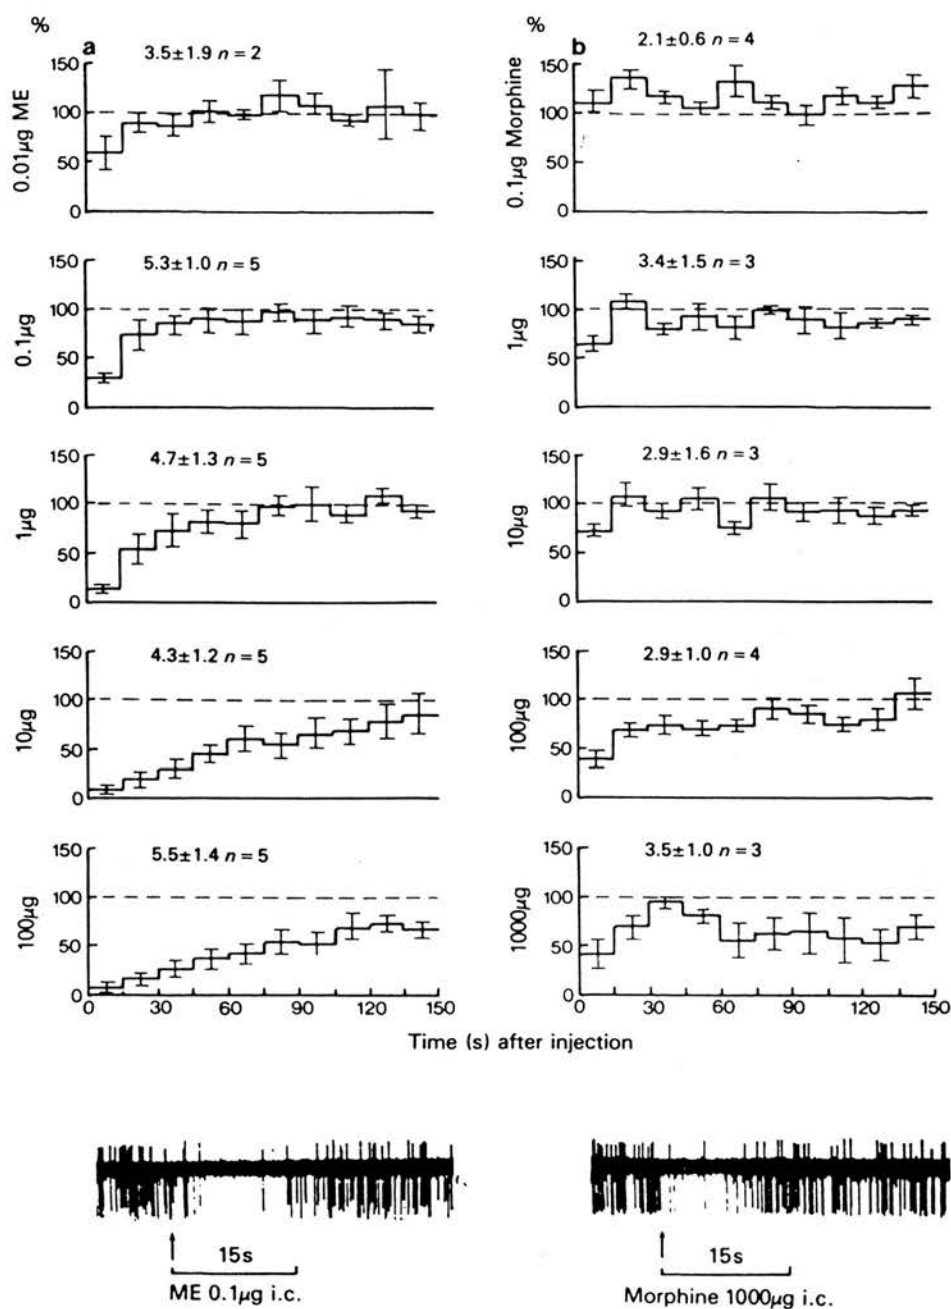 %
a
3.5±1.9 n = 2
0.01µg ME
150
100
50
0
5.3±1.0 n = 5
0.1µg
150
100
50
0
4.7±1.3 n = 5
1µg
150
100
50
0
4.3±1.2 n = 5
10µg
150
100
50
0
5.5±1.4 n = 5
100µg
150
100
50
0
0 30 60 90 120 150
%
b
2.1±0.6 n = 4
0.1µg Morphine
150
100
50
0
3.4±1.5 n = 3
1µg
150
100
50
0
2.9±1.6 n = 3
10µg
150
100
50
0
2.9±1.0 n = 4
100µg
150
100
50
0
3.5±1.0 n = 3
1000µg
150
100
50
0
0 30 60 90 120 150
Time (s) after injection
15s
ME 0.1µg i.c.
15s
Morphine 1000µg i.c.